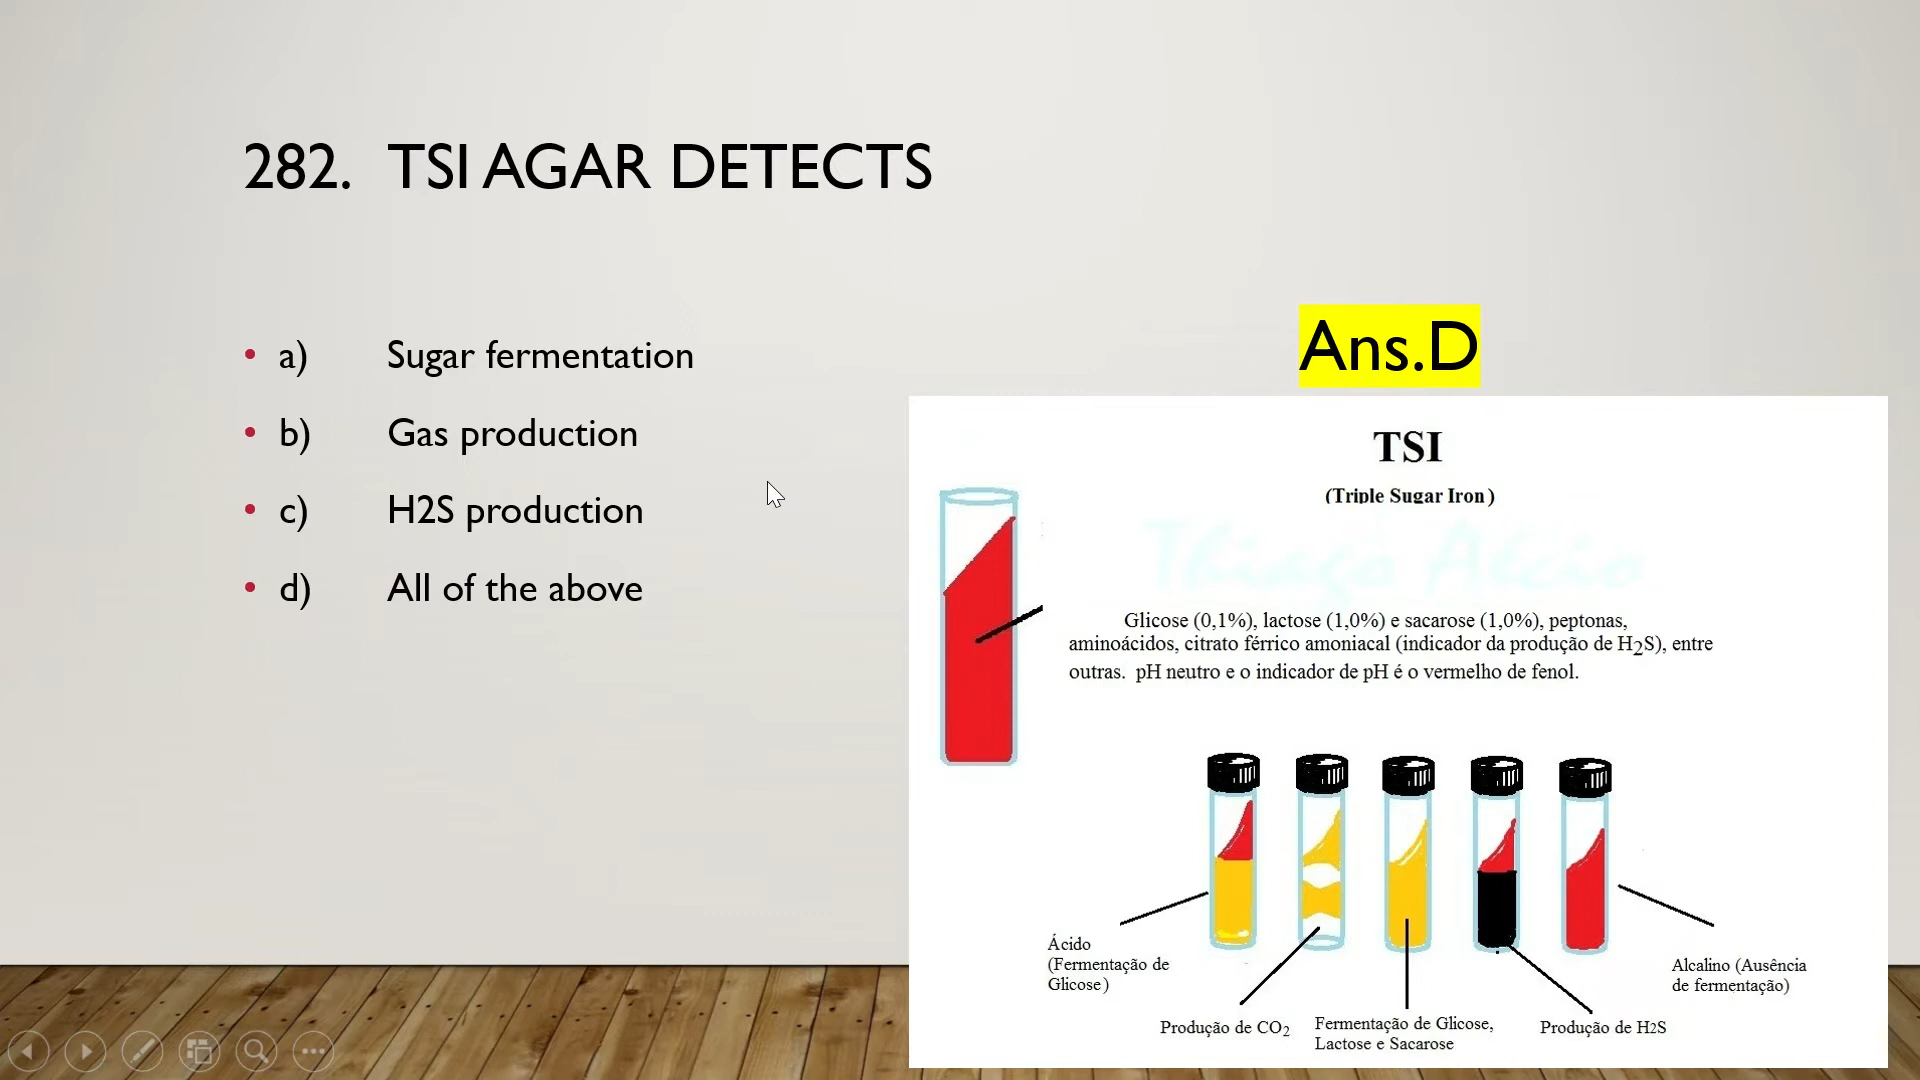 282. TSI AGAR DETECTS
• a) Sugar fermentation
• b) Gas production
• c) H2S production
• d) All of the above
Ans.D
TSI
(Triple Sugar Iron)
Thiago Aécio
Glicose (0,1%), lactose (1,0%) e sacarose (1,0%), peptonas,
aminoácidos, citrato férrico amoniacal (indicador da produção de H2S), entre
outras. pH neutro e o indicador de pH é o vermelho de fenol.
Ácido
(Fermentação de
Glicose)
Produção de CO2
Fermentação de Glicose,
Lactose e Sacarose
Produção de H2S
Alcalino (Ausência
de fermentação)